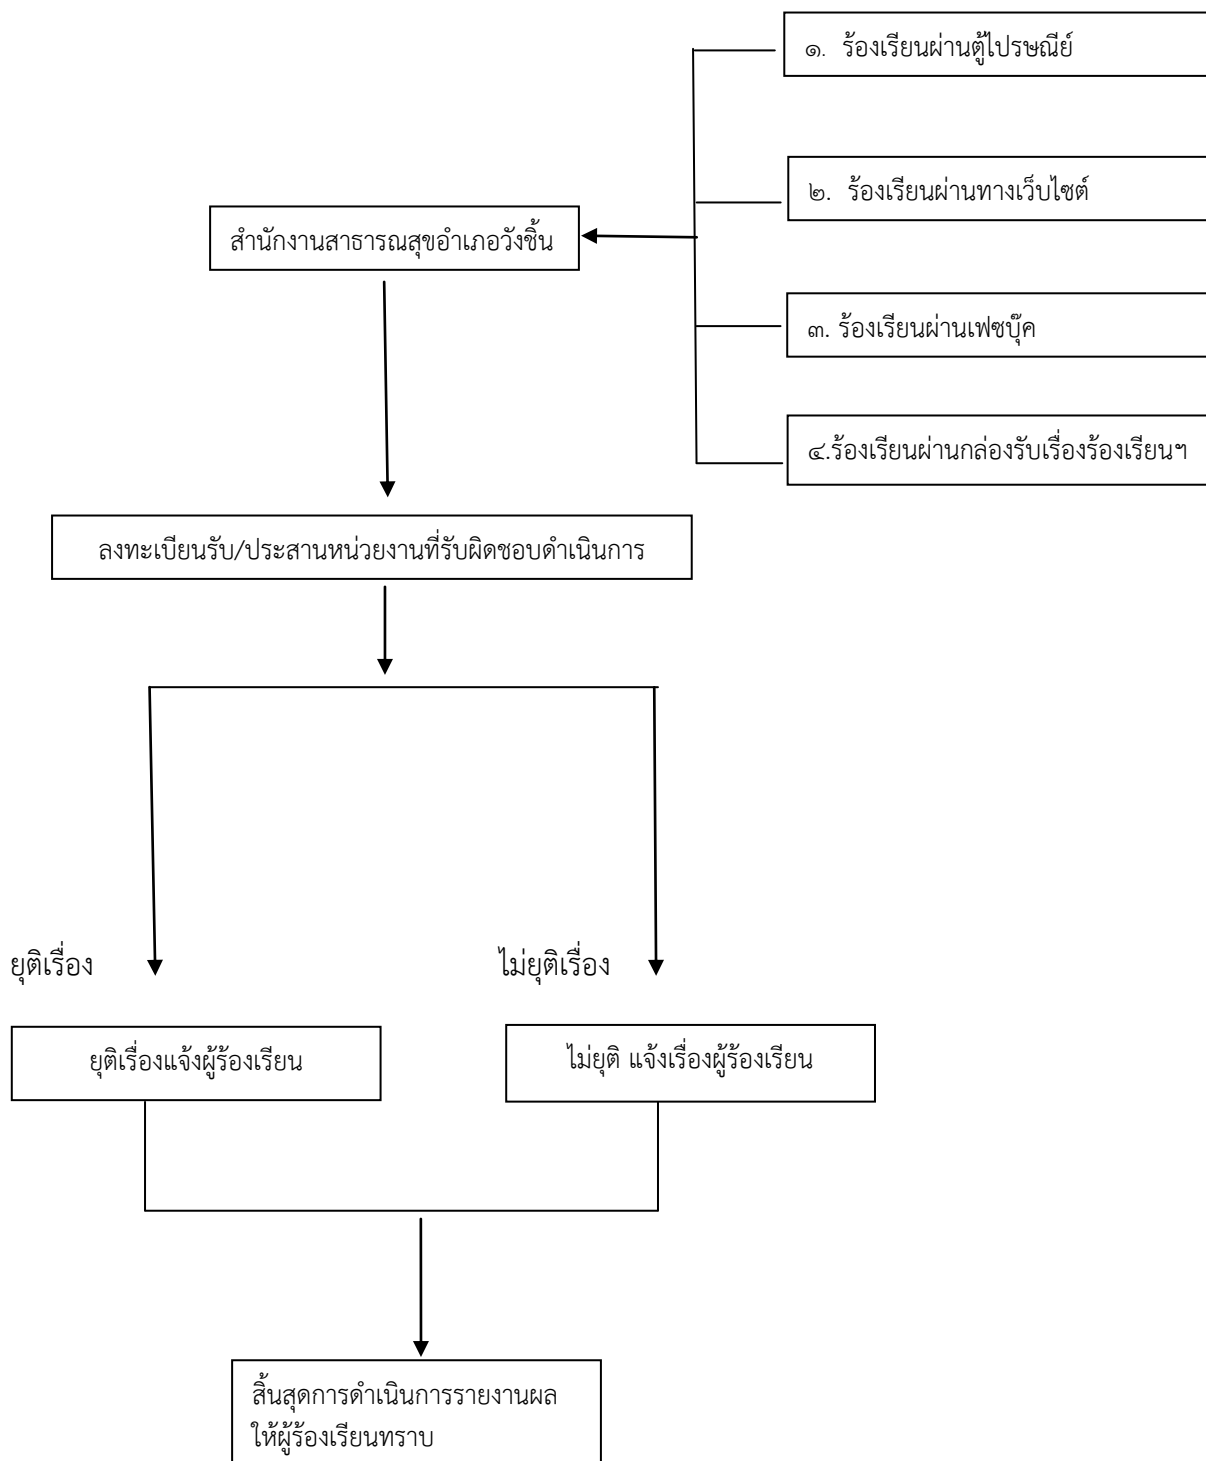 ๑. ร้องเรียนผ่านตู้ไปรษณีย์
๒. ร้องเรียนผ่านทางเว็บไซต์
สำนักงานสาธารณสุขอำเภอวังชิ้น
๓. ร้องเรียนผ่านเฟซบุ๊ค
๔.ร้องเรียนผ่านกล่องรับเรื่องร้องเรียนฯ
ลงทะเบียนรับ/ประสานหน่วยงานที่รับผิดชอบดำเนินการ
ยุติเรื่อง
ไม่ยุติเรื่อง
ยุติเรื่องแจ้งผู้ร้องเรียน
ไม่ยุติ แจ้งเรื่องผู้ร้องเรียน
สิ้นสุดการดำเนินการรายงานผล
ให้ผู้ร้องเรียนทราบ